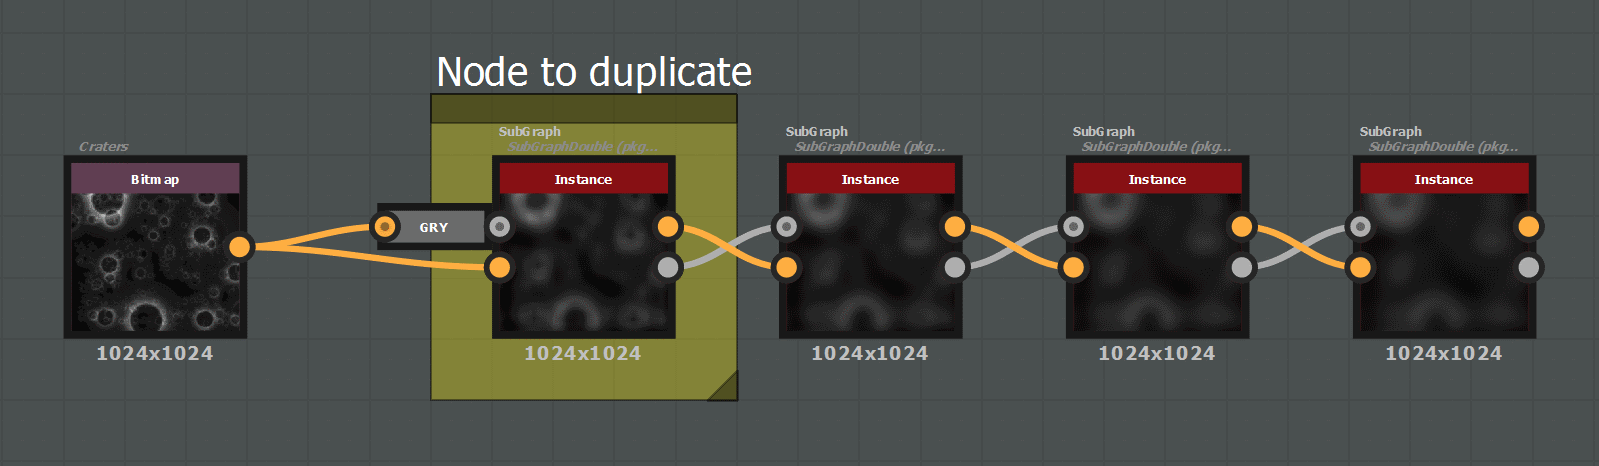 Node to duplicate
Craters
Bitmap
1024x1024
GRY
SubGraph
SubGraphDouble (pkg...
Instance
1024x1024
SubGraph
SubGraphDouble (pkg...
Instance
1024x1024
SubGraph
SubGraphDouble (pkg...
Instance
1024x1024
SubGraph
SubGraphDouble (pkg...
Instance
1024x1024